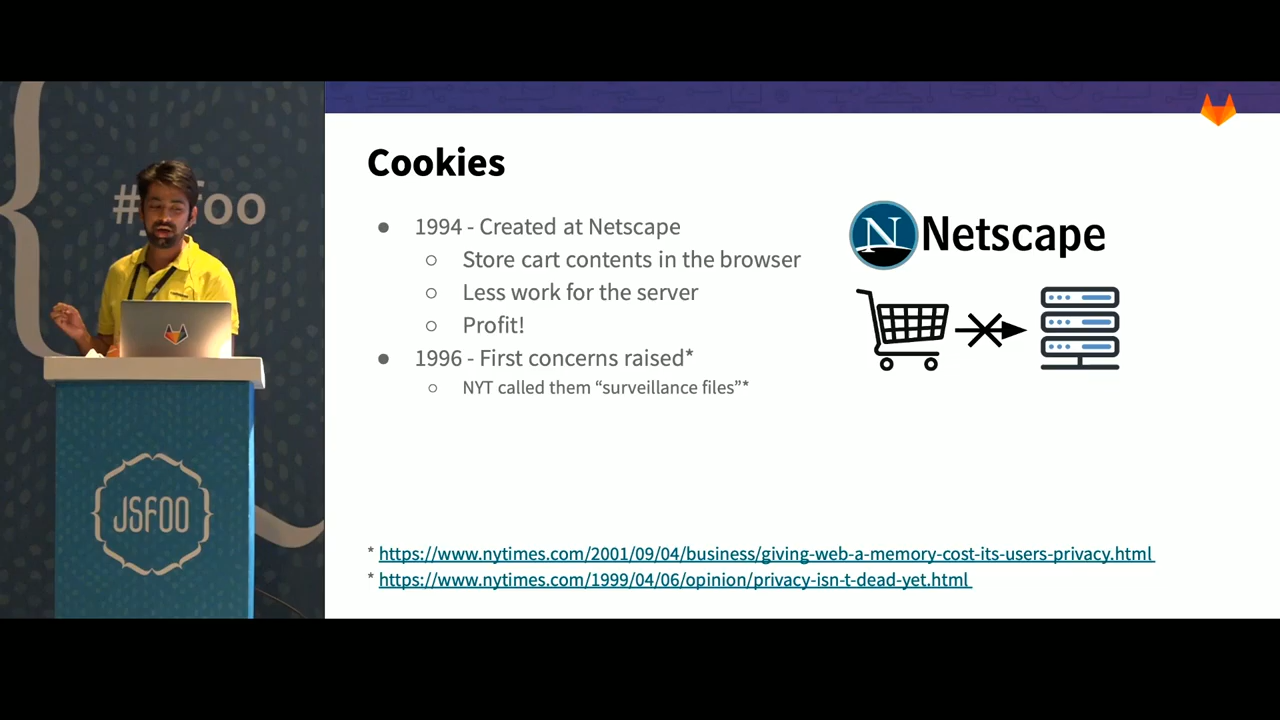 Cookies
● 1994 - Created at Netscape
○ Store cart contents in the browser
○ Less work for the server
○ Profit!
● 1996 - First concerns raised*
○ NYT called them “surveillance files”*
N Netscape
* https://www.nytimes.com/2001/09/04/business/giving-web-a-memory-cost-its-users-privacy.html
* https://www.nytimes.com/1999/04/06/opinion/privacy-isn-t-dead-yet.html
JSFOO